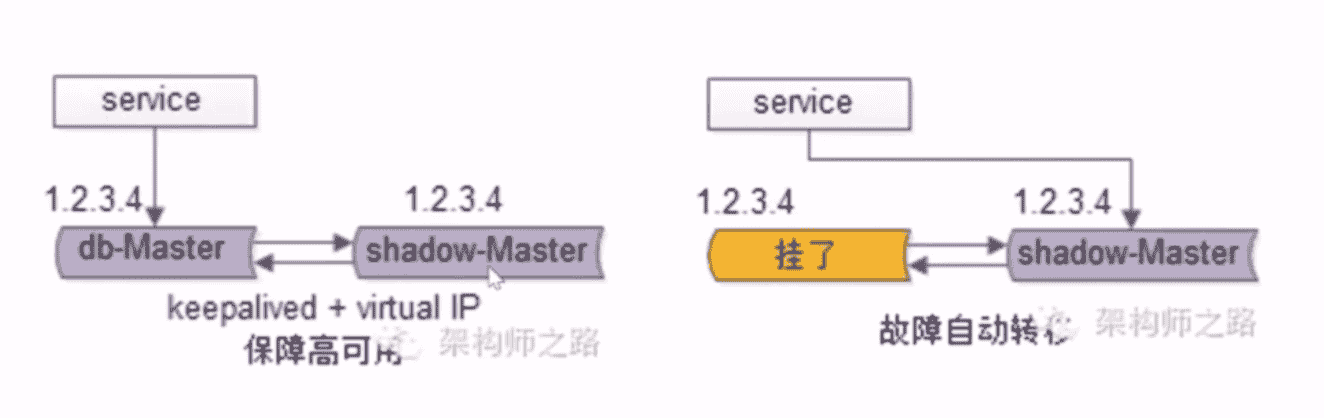 service
1.2.3.4
1.2.3.4
db-Master
shadow-Master
keepalived + virtual IP
保障高可用
架构师之路
service
1.2.3.4
1.2.3.4
挂了
shadow-Master
故障自动转移
架构师之路